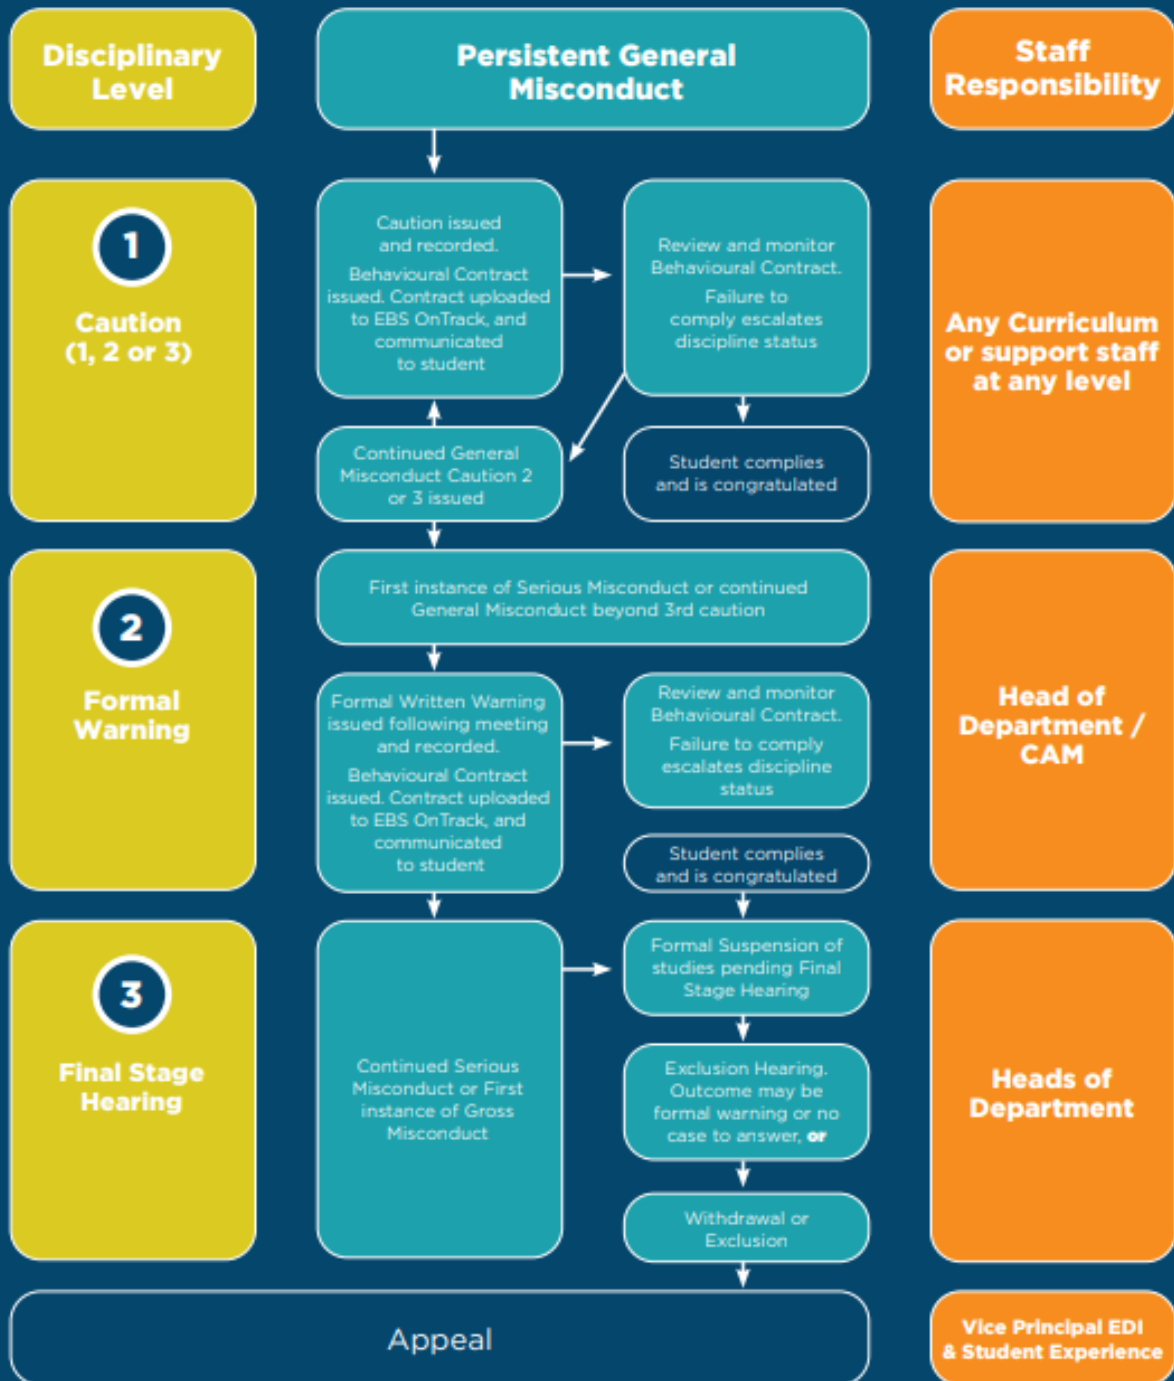 Disciplinary
Level
Persistent General
Misconduct
Staff
Responsibility
1
Caution
(1, 2 or 3)
Caution issued
and recorded.
Behavioural Contract
issued. Contract uploaded
to EBS OnTrack, and
communicated
to student
Review and monitor
Behavioural Contract.
Failure to
comply escalates
discipline status
Any Curriculum
or support staff
at any level
Continued General
Misconduct Caution 2
or 3 issued
Student complies
and is congratulated
2
Formal
Warning
First instance of Serious Misconduct or continued
General Misconduct beyond 3rd caution
Formal Written Warning
issued following meeting
and recorded.
Behavioural Contract
issued. Contract uploaded
to EBS OnTrack, and
communicated
to student
Review and monitor
Behavioural Contract.
Failure to comply
escalates discipline
status
Student complies
and is congratulated
Head of
Department /
CAM
3
Final Stage
Hearing
Continued Serious
Misconduct or First
instance of Gross
Misconduct
Formal Suspension of
studies pending Final
Stage Hearing
Exclusion Hearing.
Outcome may be
formal warning or no
case to answer, or
Withdrawal or
Exclusion
Heads of
Department
Appeal
Vice Principal EDI
& Student Experience